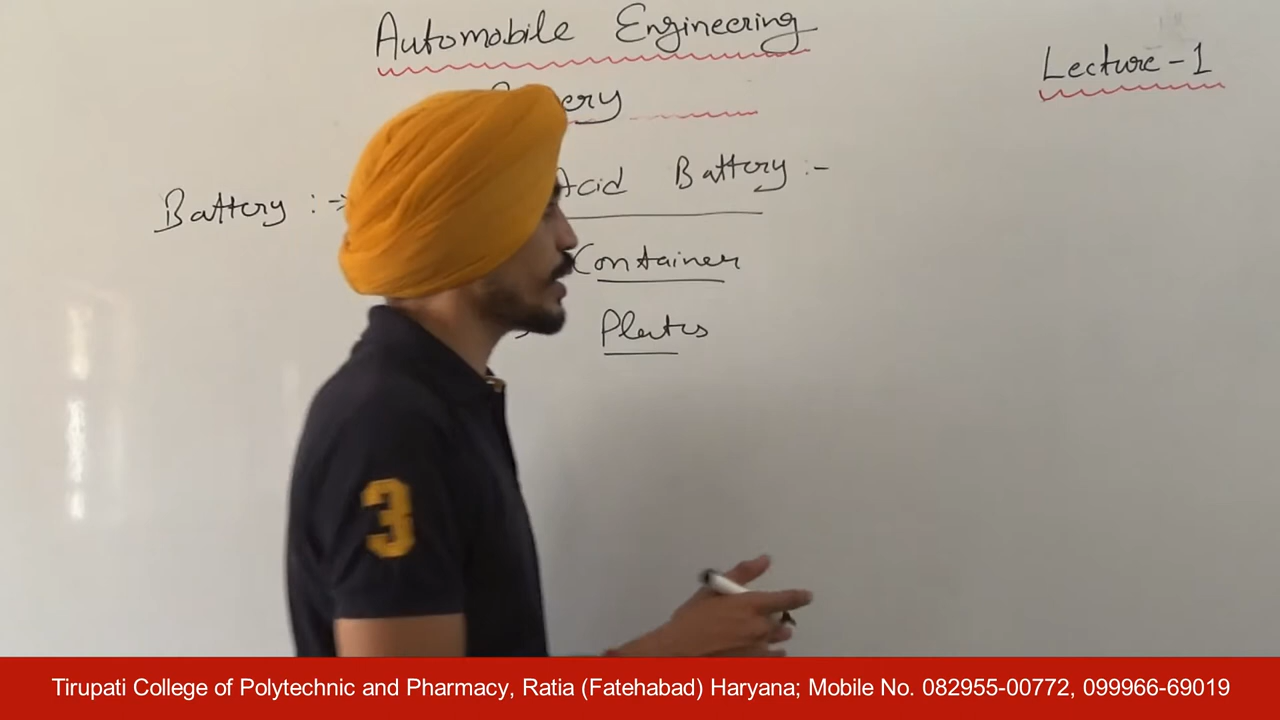 Automobile Engineering
Lecture - 1
ery
Battery : →
Acid Battery :-
Container
Plates
3
Tirupati College of Polytechnic and Pharmacy, Ratia (Fatehabad) Haryana; Mobile No. 082955-00772, 099966-69019